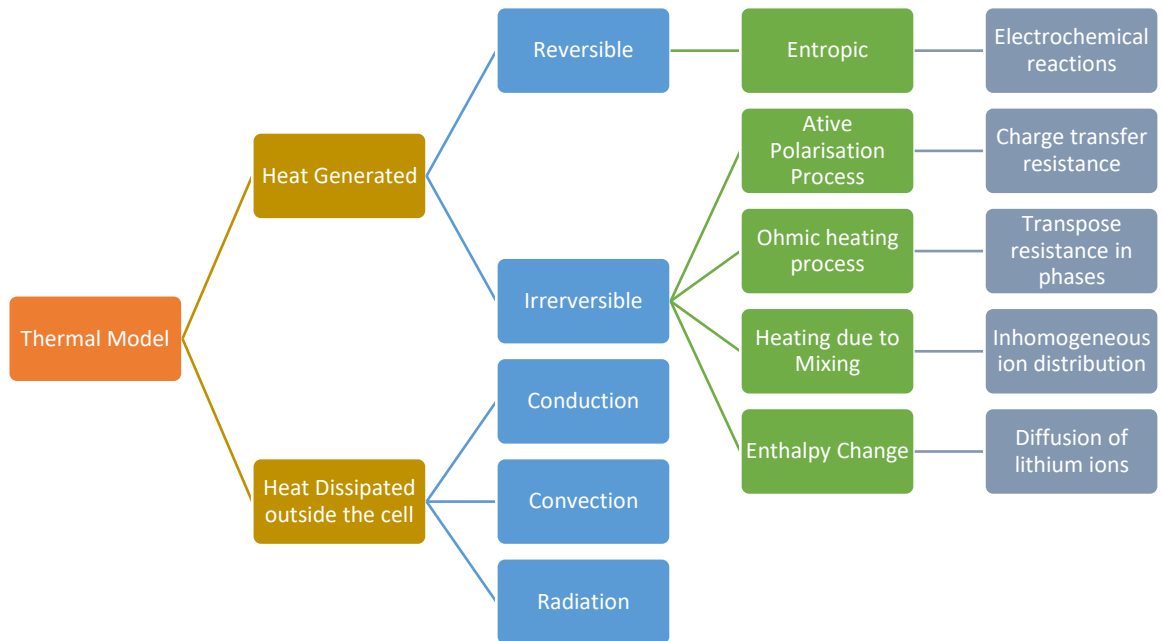 Thermal Model
Heat Generated
Heat Dissipated
outside the cell
Reversible
Irrerversible
Conduction
Convection
Radiation
Entropic
Ative
Polarisation
Process
Ohmic heating
process
Heating due to
Mixing
Enthalpy Change
Electrochemical
reactions
Charge transfer
resistance
Transpose
resistance in
phases
Inhomogeneous
ion distribution
Diffusion of
lithium ions